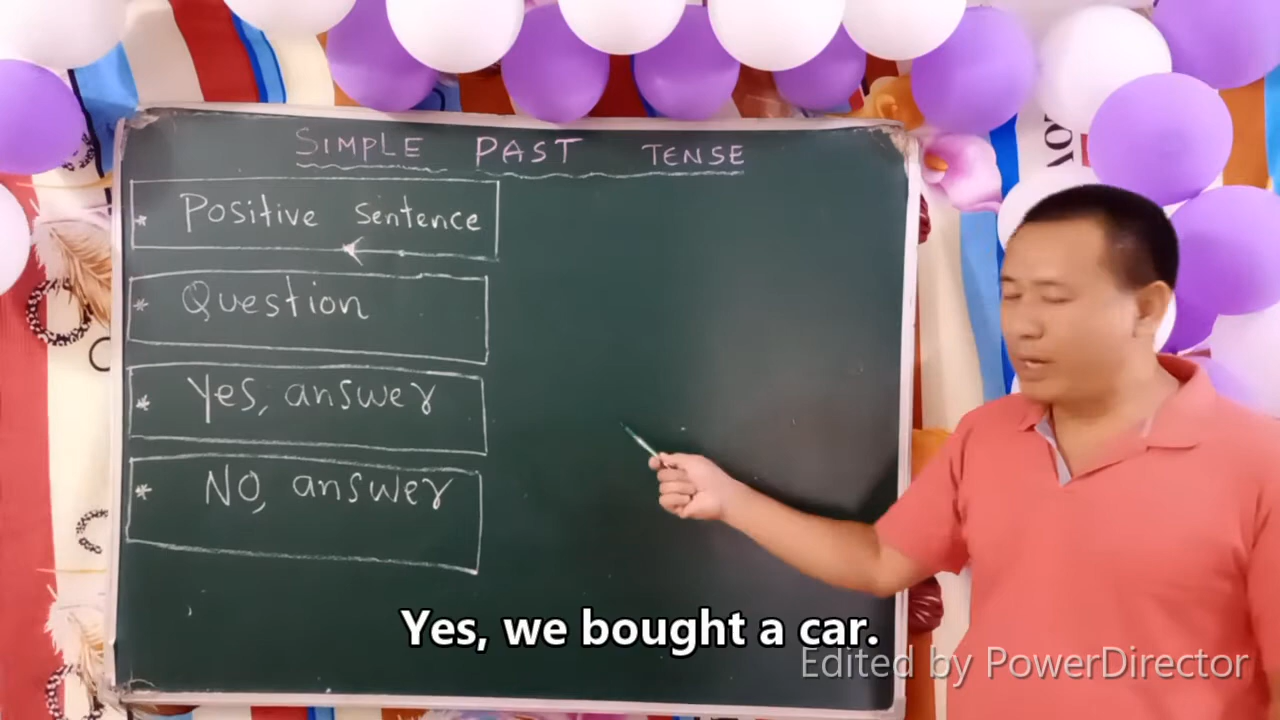 SIMPLE PAST TENSE
* Positive sentence
* Question
* Yes, answer
* NO, answer
Yes, we bought a car.
Edited by PowerDirector